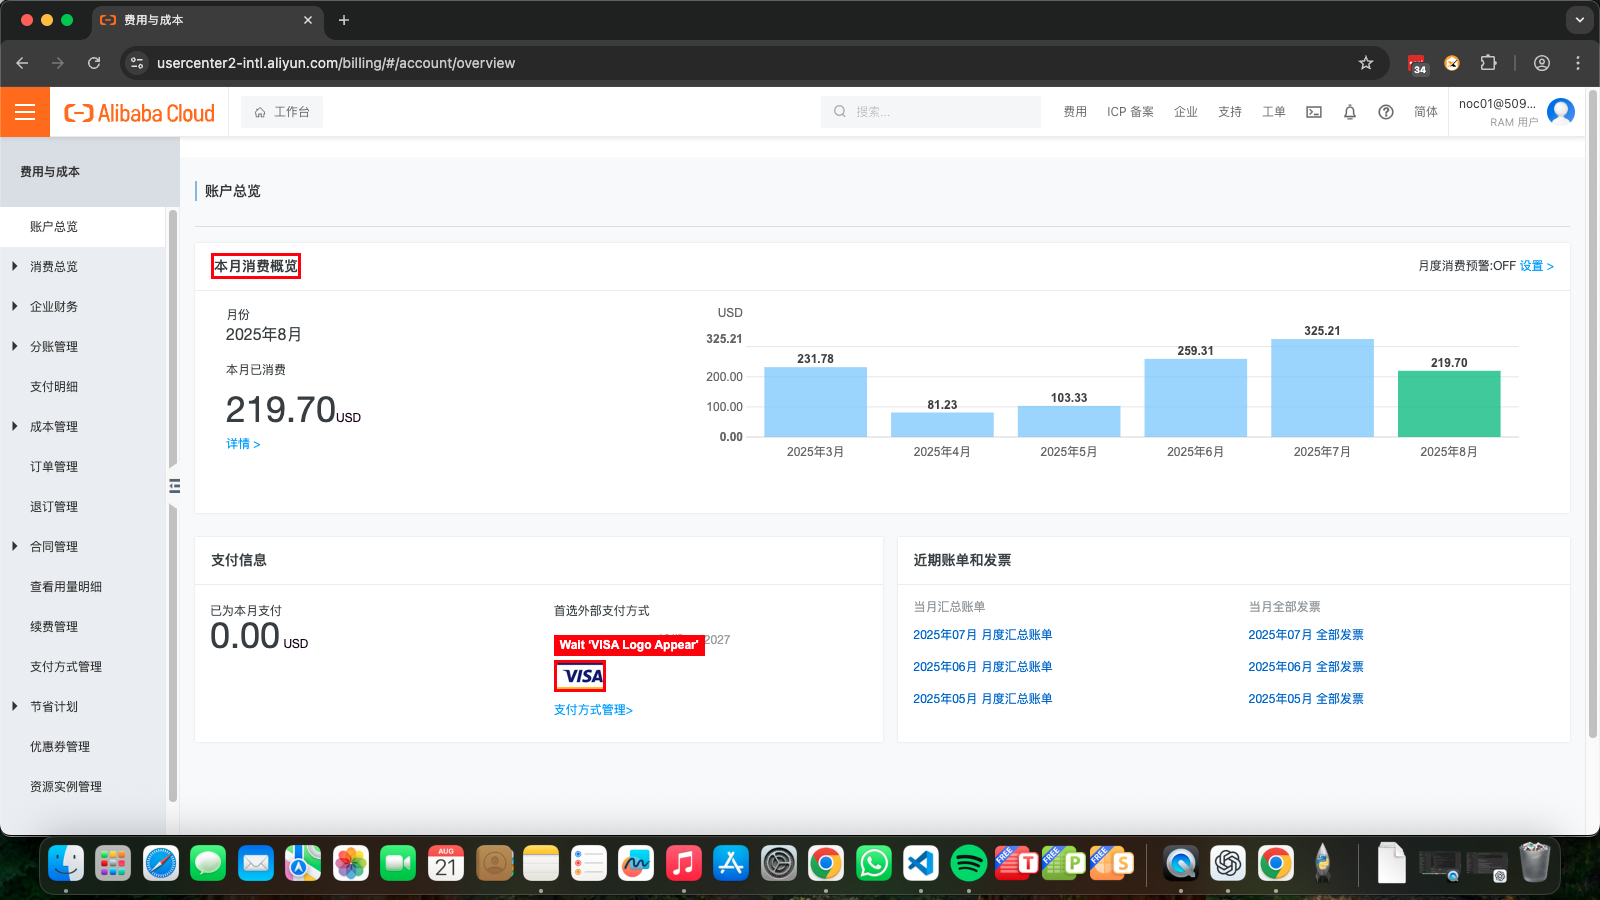 费用与成本
usercenter2-intl.aliyun.com/billing/#/account/overview
34
Alibaba Cloud
工作台
搜索...
费用
ICP 备案
企业
支持
工单
简体
noc01@509...
RAM 用户
费用与成本
账户总览
消费总览
企业财务
分账管理
支付明细
成本管理
订单管理
退订管理
合同管理
查看用量明细
续费管理
支付方式管理
节省计划
优惠券管理
资源实例管理
账户总览
本月消费概览
月度消费预警:OFF 设置 >
月份
2025年8月
本月已消费
219.70USD
详情 >
USD
325.21
200.00
100.00
0.00
231.78
81.23
103.33
259.31
325.21
219.70
2025年3月
2025年4月
2025年5月
2025年6月
2025年7月
2025年8月
支付信息
已为本月支付
0.00 USD
首选外部支付方式
2027
Wait 'VISA Logo Appear'
VISA
支付方式管理>
近期账单和发票
当月汇总账单
当月全部发票
2025年07月 月度汇总账单
2025年07月 全部发票
2025年06月 月度汇总账单
2025年06月 全部发票
2025年05月 月度汇总账单
2025年05月 全部发票
AUG
21
FREE
T
FREE
P
FREE
S